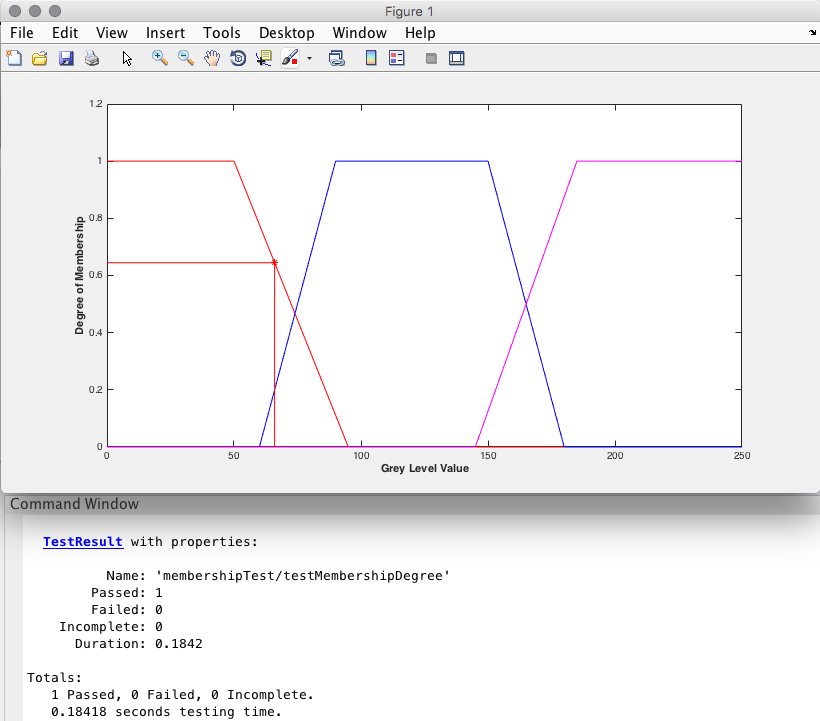 Figure 1
File Edit View Insert Tools Desktop Window Help
1.2
1
0.8
0.6
0.4
0.2
0
Degree of Membership
0 50 100 150 200 250
Grey Level Value
Command Window
TestResult with properties:
Name: 'membershipTest/testMembershipDegree'
Passed: 1
Failed: 0
Incomplete: 0
Duration: 0.1842
Totals:
1 Passed, 0 Failed, 0 Incomplete.
0.18418 seconds testing time.